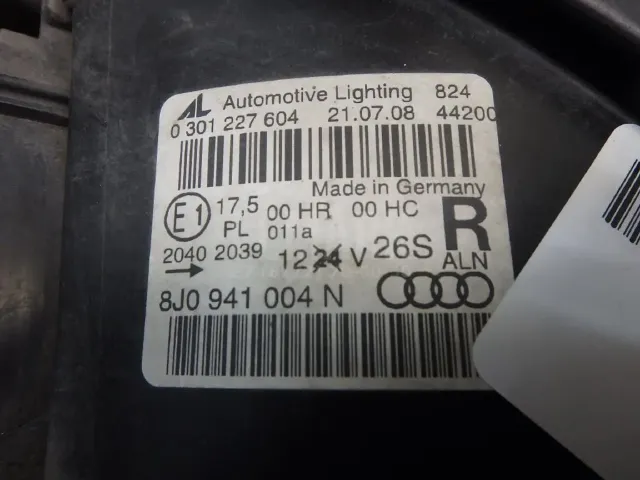 AL Automotive Lighting 824
0 301 227 604 21.07.08 44200
Made in Germany
E1 17,5 00 HR 00 HC R
PL 011a
2040 2039 12 24 V 26S ALN
8J0 941 004 N